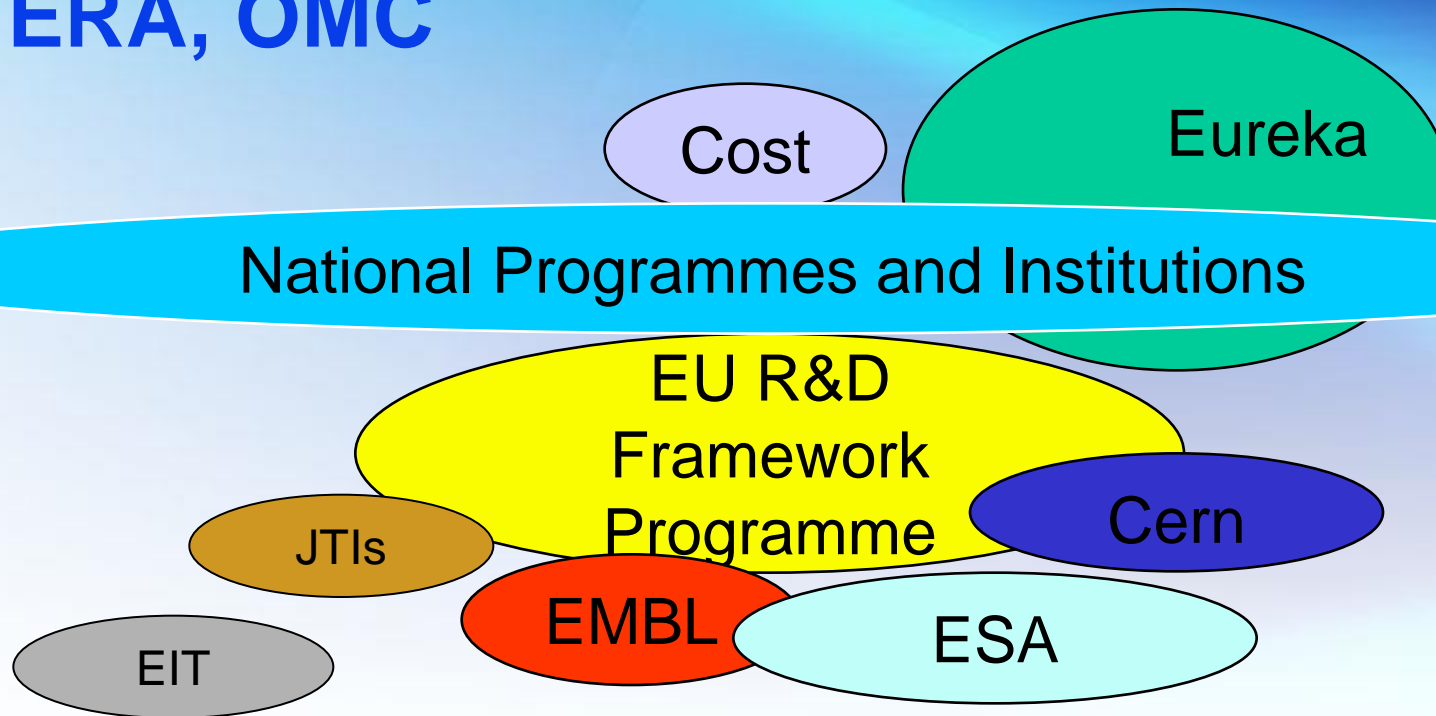 ERA, OMC
Cost
Eureka
National Programmes and Institutions
EU R&D
Framework
Programme
Cern
JTIs
EMBL
ESA
EIT